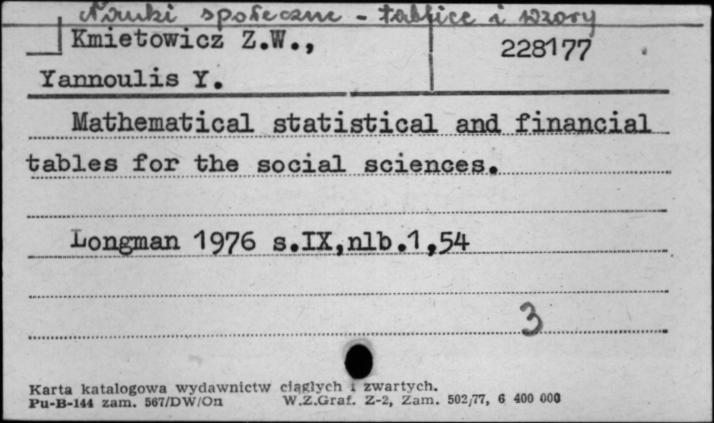 Nauki społeczne - tablice i wzory
Kmietowicz Z.W., 228177
Yannoulis Y.
Mathematical statistical and financial
tables for the social sciences.
Longman 1976 s.IX,nlb.1,54
3
Karta katalogowa wydawnictw ciągłych i zwartych.
Pu-B-144 zam. 567/DW/On W.Z.Graf. Z-2, Zam. 502/77, 6 400 000